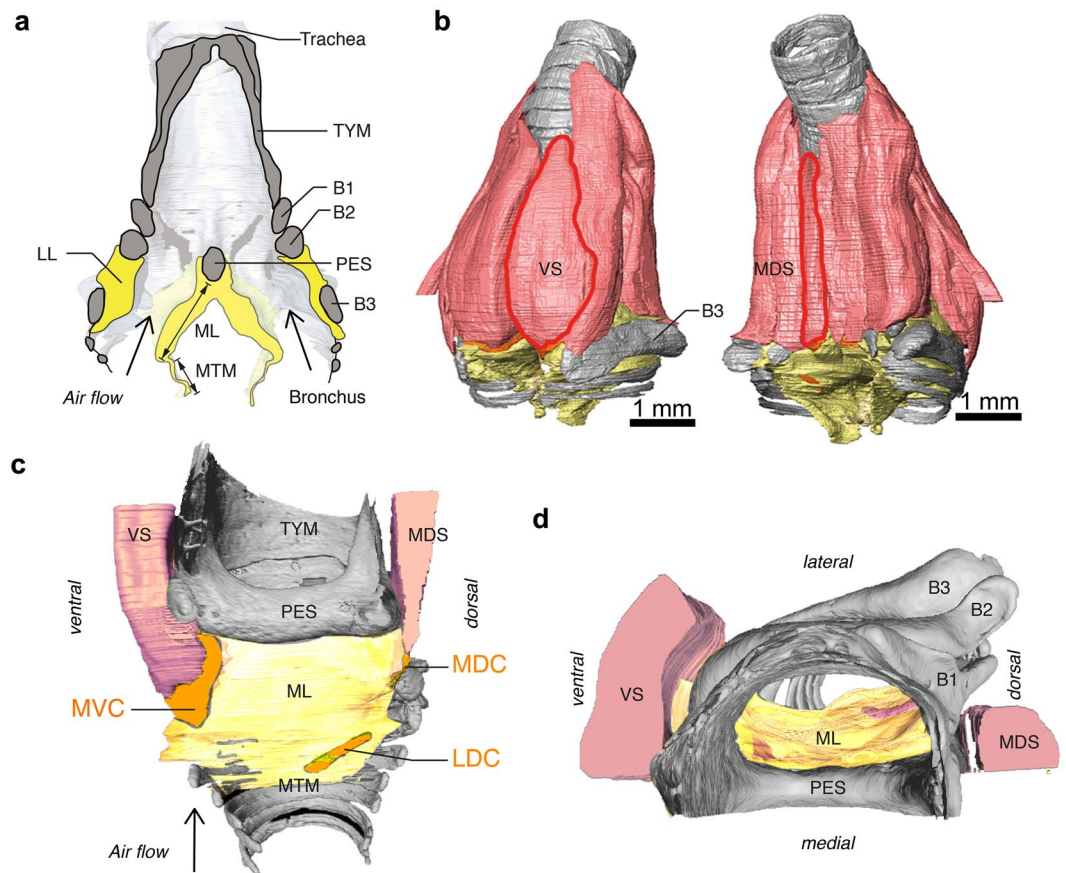 a
Trachea
TYM
B1
B2
LL
PES
B3
ML
MTM
Air flow
Bronchus
b
VS
B3
1 mm
MDS
1 mm
c
VS
TYM
MDS
ventral
PES
dorsal
MDC
ML
MVC
LDC
MTM
Air flow
d
lateral
B3
B2
ventral
VS
B1
dorsal
ML
MDS
PES
medial